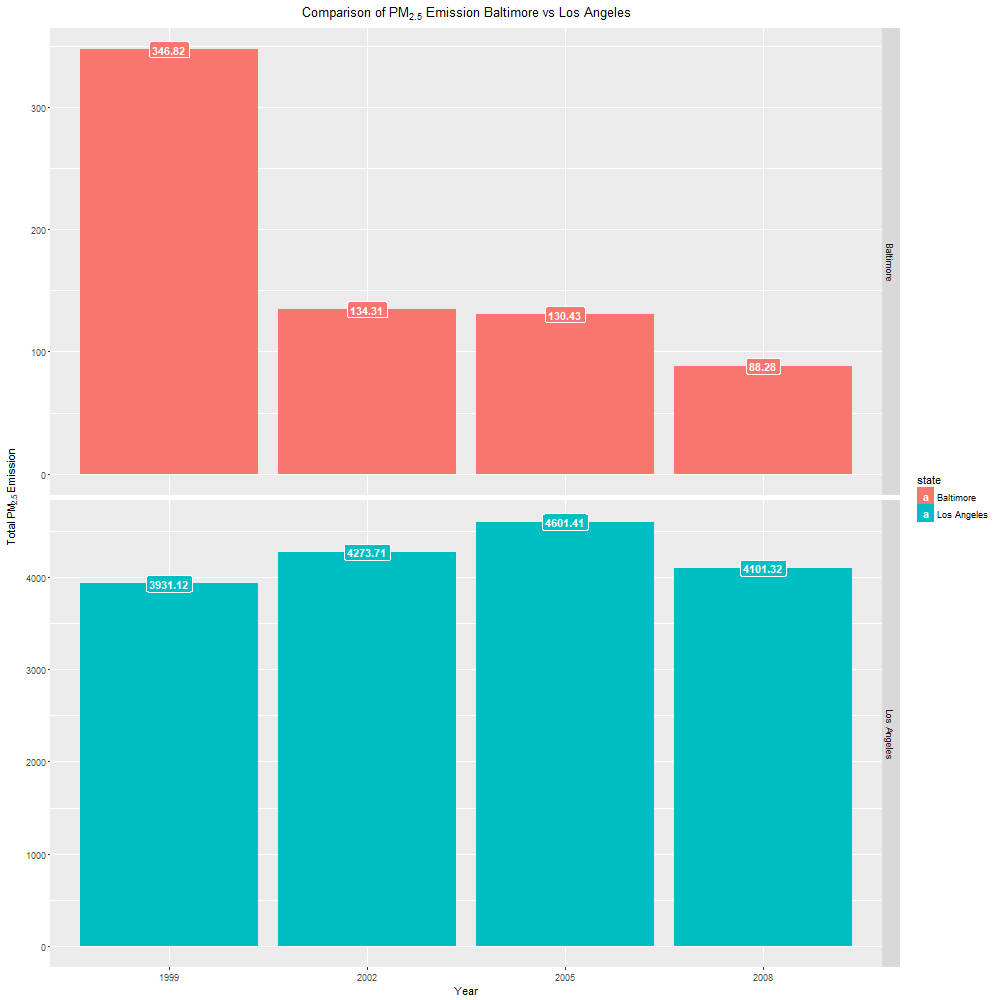 Comparison of PM2.5 Emission Baltimore vs Los Angeles
Total PM2.5 Emission
300
200
100
0
346.82
134.31
130.43
88.28
Baltimore
4000
3000
2000
1000
0
3931.12
4273.71
4601.41
4101.32
Los Angeles
1999
2002
2005
2008
Year
state
a Baltimore
a Los Angeles